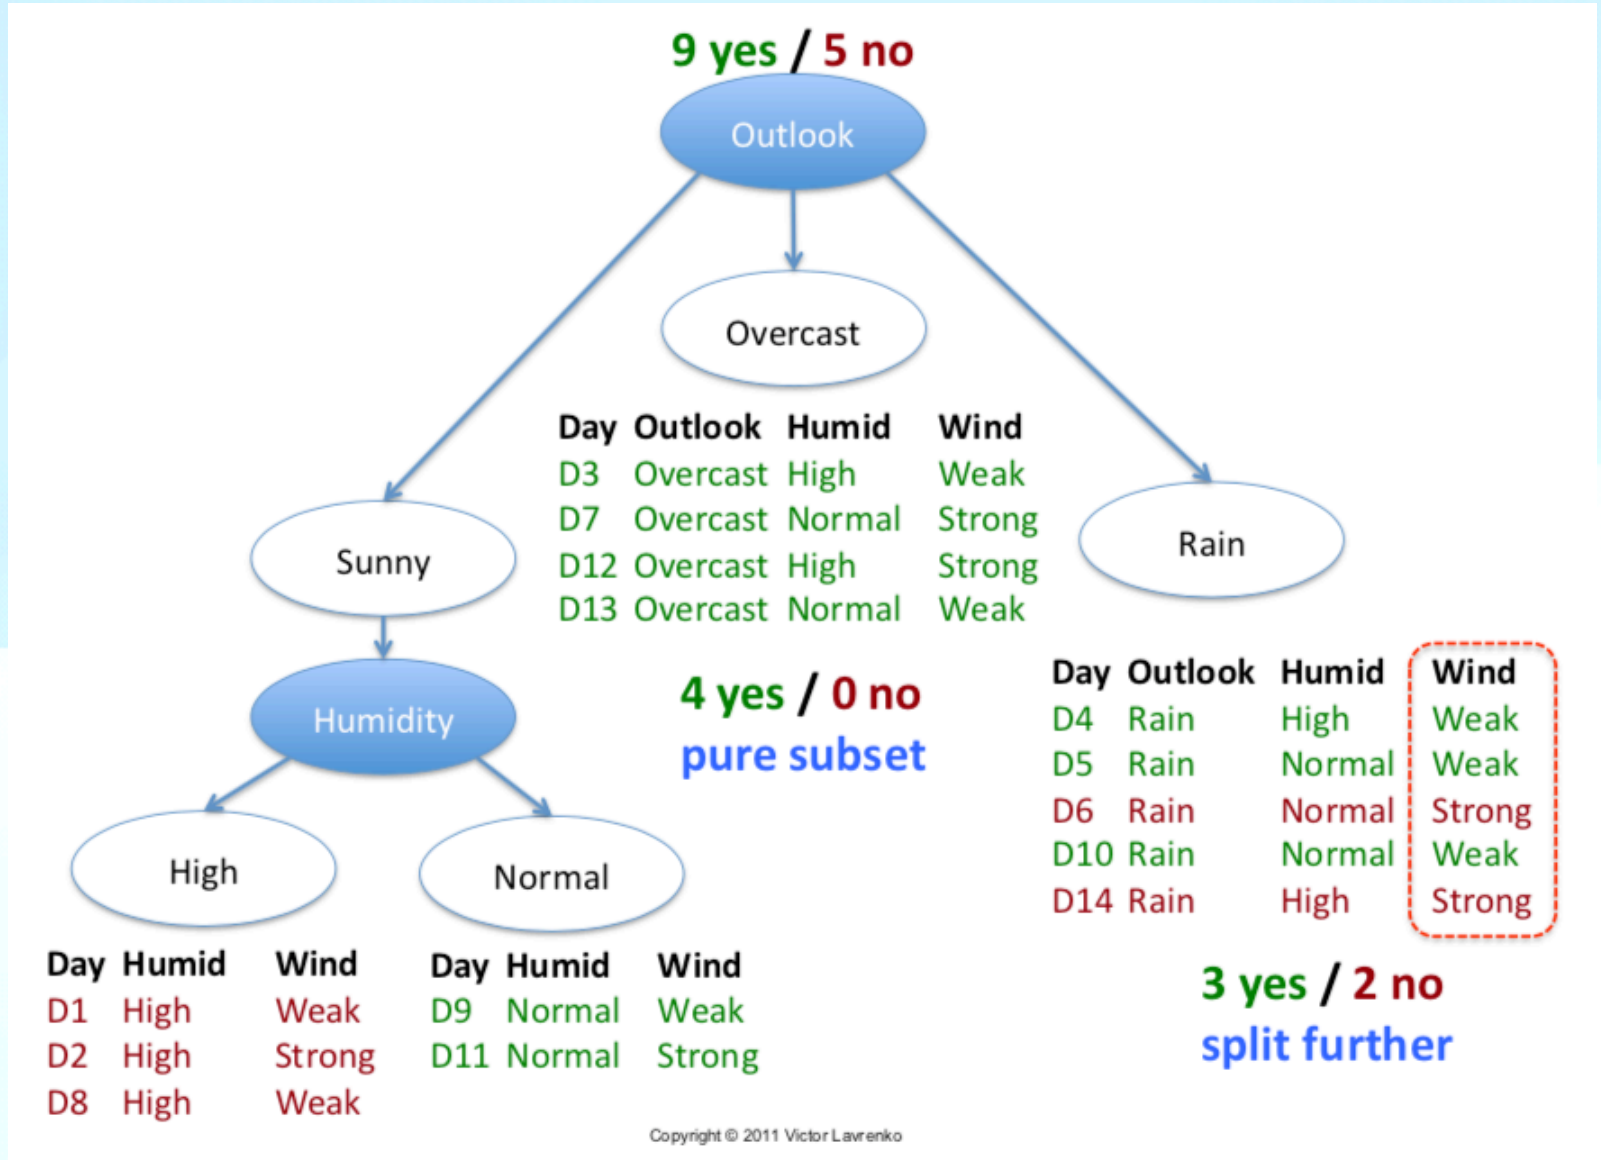 9 yes / 5 no
Outlook
Overcast
Day Outlook Humid Wind
D3 Overcast High Weak
D7 Overcast Normal Strong
D12 Overcast High Strong
D13 Overcast Normal Weak
4 yes / 0 no
pure subset
Sunny
Humidity
High
Day Humid Wind
D1 High Weak
D2 High Strong
D8 High Weak
Normal
Day Humid Wind
D9 Normal Weak
D11 Normal Strong
Rain
Day Outlook Humid Wind
D4 Rain High Weak
D5 Rain Normal Weak
D6 Rain Normal Strong
D10 Rain Normal Weak
D14 Rain High Strong
3 yes / 2 no
split further
Copyright © 2011 Victor Lavrenko